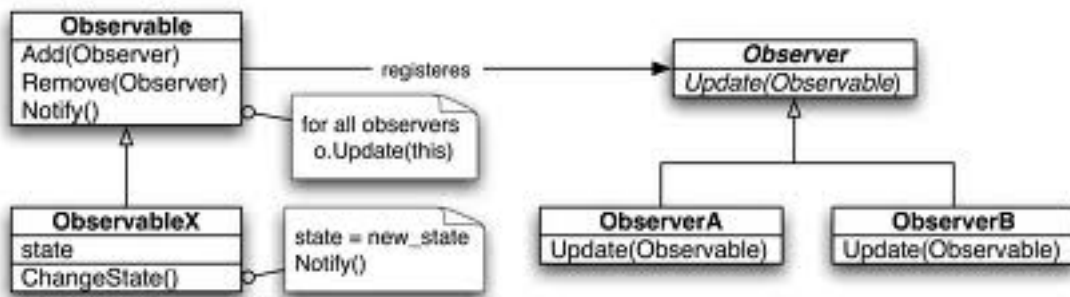 Observable
Add(Observer)
Remove(Observer)
Notify()
registeres
Observer
Update(Observable)
for all observers
o.Update(this)
ObservableX
state
ChangeState()
state = new_state
Notify()
ObserverA
Update(Observable)
ObserverB
Update(Observable)